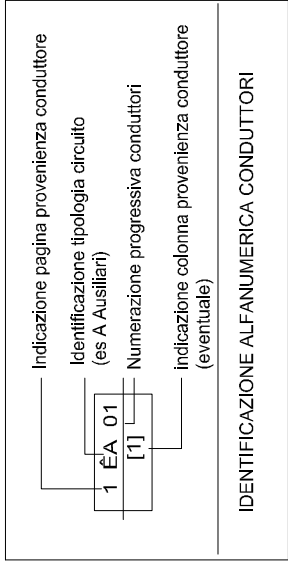 Indicazione pagina provenienza conduttore
Identificazione tipologia circuito
(es A Ausiliari)
Numerazione progressiva conduttori
indicazione colonna provenienza conduttore
(eventuale)
1 ÊA 01
[1]
IDENTIFICAZIONE ALFANUMERICA CONDUTTORI